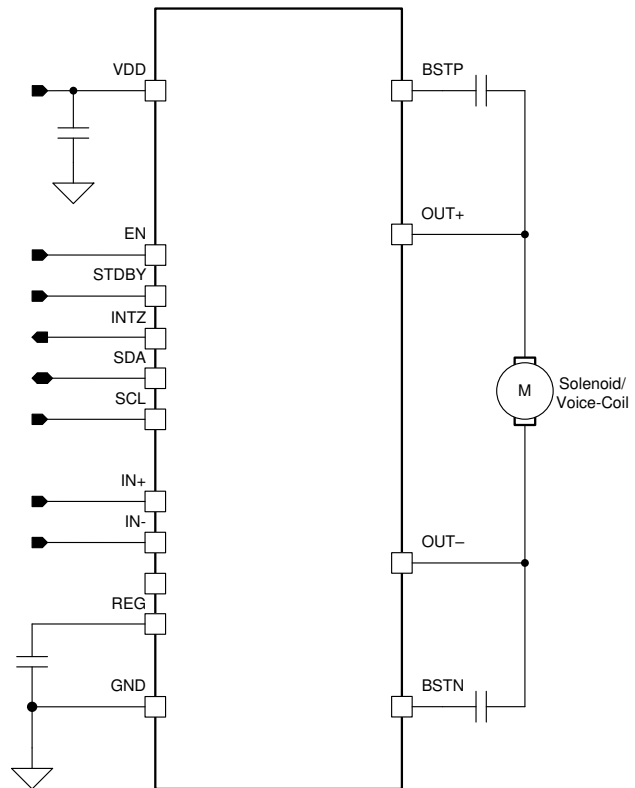 VDD
BSTP
OUT+
EN
STDBY
INTZ
SDA
SCL
M
Solenoid/
Voice-Coil
IN+
IN-
OUT–
REG
GND
BSTN